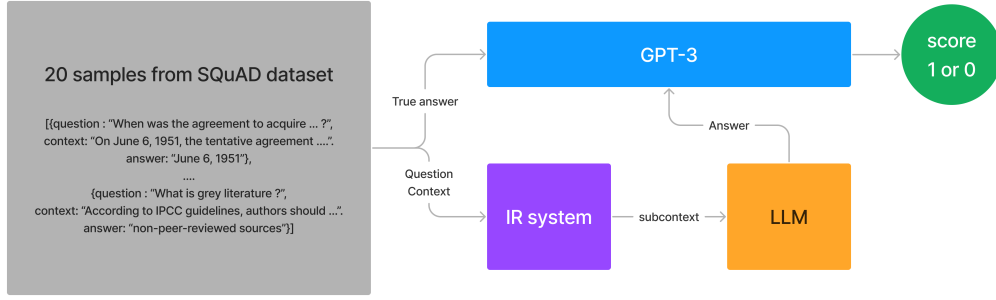 20 samples from SQuAD dataset
[{question : “When was the agreement to acquire ... ?”,
context: “On June 6, 1951, the tentative agreement ....”.
answer: “June 6, 1951”},
....
{question : “What is grey literature ?”,
context: “According to IPCC guidelines, authors should ...”.
answer: “non-peer-reviewed sources”}]
True answer
Question
Context
GPT-3
score
1 or 0
Answer
IR system
subcontext
LLM